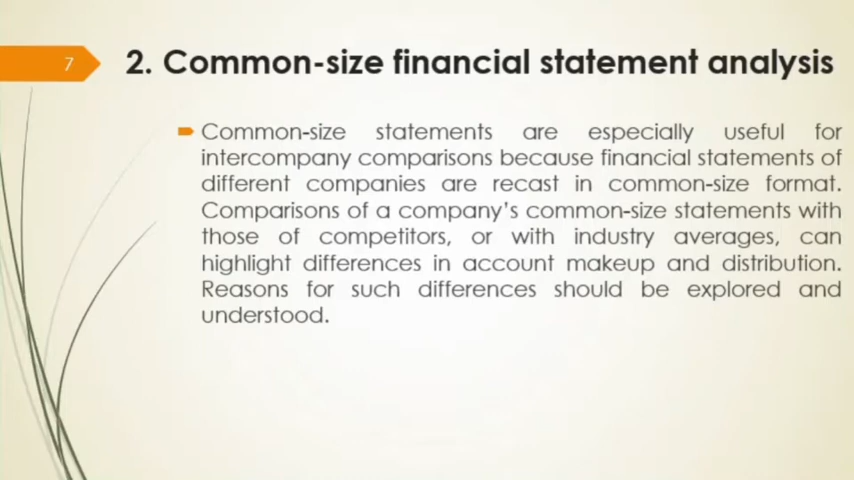 7
2. Common-size financial statement analysis
Common-size statements are especially useful for
intercompany comparisons because financial statements of
different companies are recast in common-size format.
Comparisons of a company's common-size statements with
those of competitors, or with industry averages, can
highlight differences in account makeup and distribution.
Reasons for such differences should be explored and
understood.